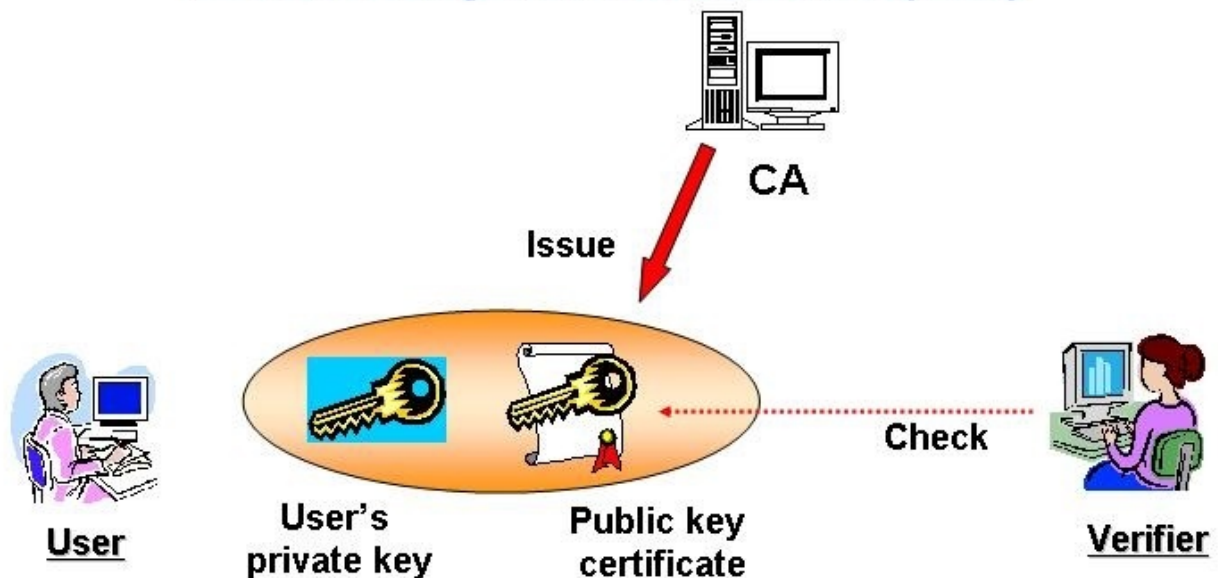 CA
Issue
Check
User
User's
private key
Public key
certificate
Verifier